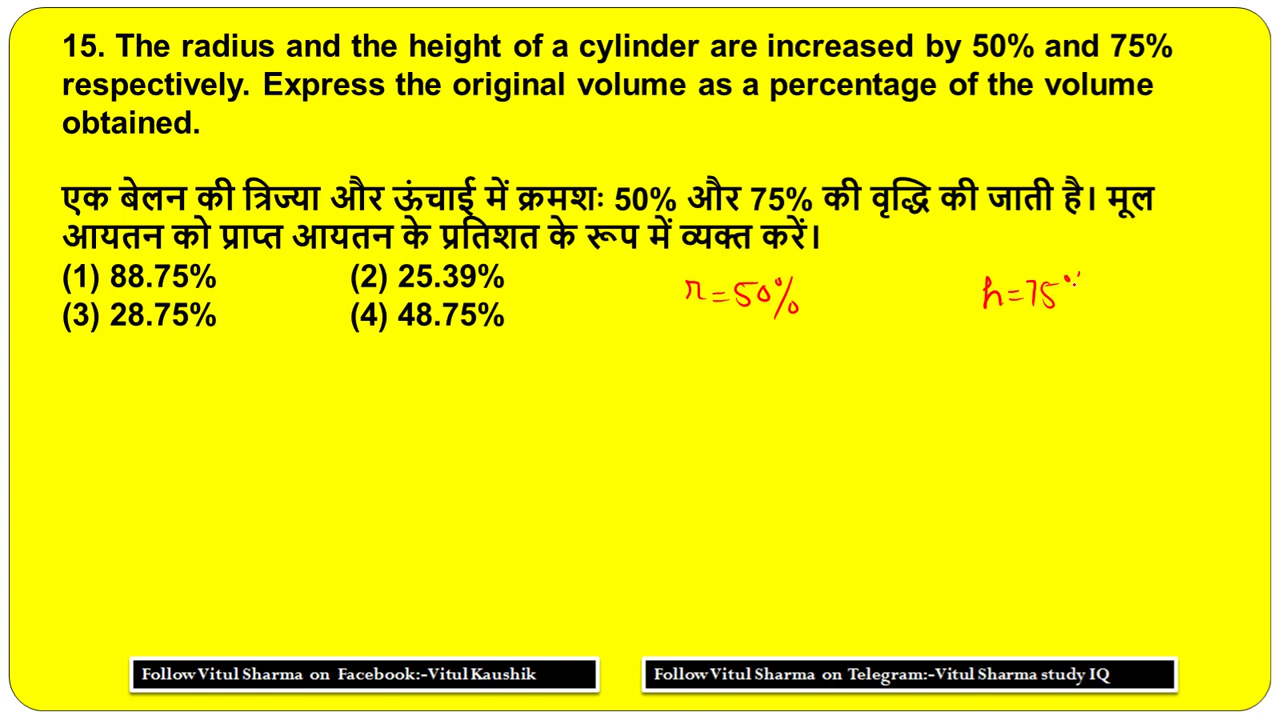 15. The radius and the height of a cylinder are increased by 50% and 75%
respectively. Express the original volume as a percentage of the volume
obtained.
एक बेलन की त्रिज्या और ऊंचाई में क्रमशः 50% और 75% की वृद्धि की जाती है। मूल
आयतन को प्राप्त आयतन के प्रतिशत के रूप में व्यक्त करें।
(1) 88.75% (2) 25.39%
r=50% h=75%
(3) 28.75% (4) 48.75%
Follow Vitul Sharma on Facebook:-Vitul Kaushik
Follow Vitul Sharma on Telegram:-Vitul Sharma study IQ